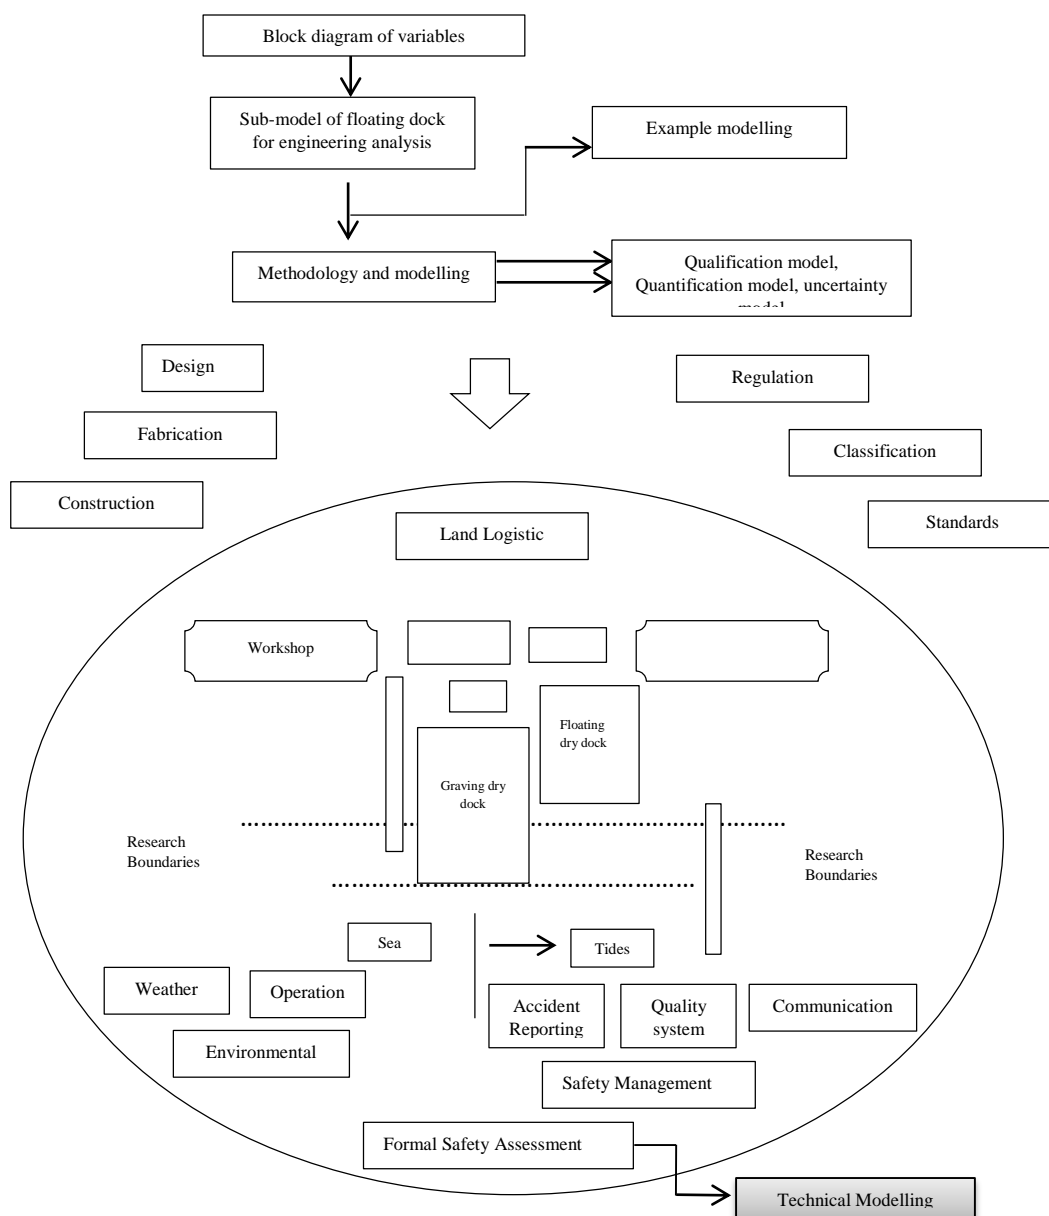 Block diagram of variables
Sub-model of floating dock
for engineering analysis
Example modelling
Methodology and modelling
Qualification model,
Quantification model, uncertainty
model
Design
Regulation
Fabrication
Classification
Construction
Standards
Land Logistic
Workshop
Floating
dry dock
Graving dry
dock
Research
Boundaries
Research
Boundaries
Sea
Tides
Weather
Operation
Accident
Reporting
Quality
system
Communication
Environmental
Safety Management
Formal Safety Assessment
Technical Modelling